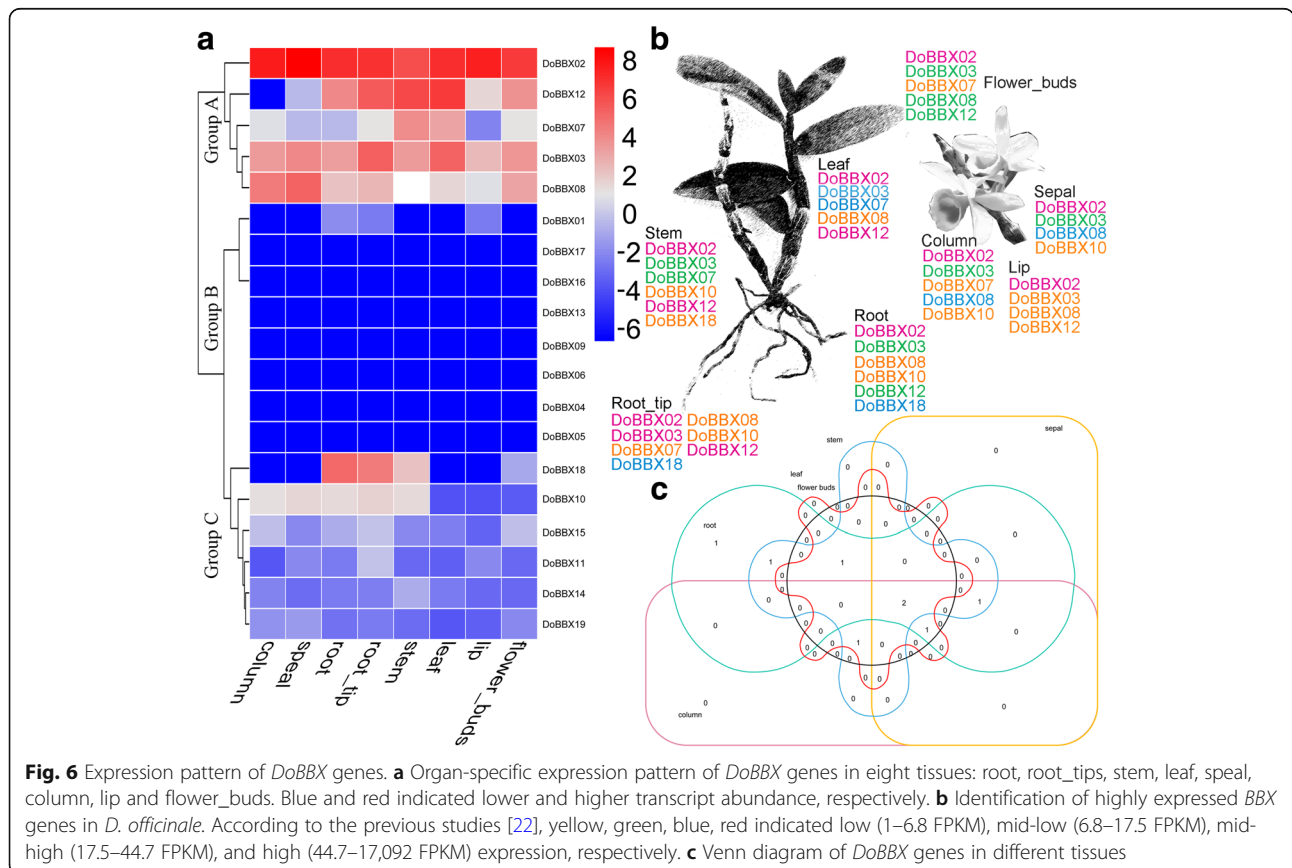 a
Group A
Group B
Group C
DoBBX02
DoBBX12
DoBBX07
DoBBX03
DoBBX08
DoBBX01
DoBBX17
DoBBX16
DoBBX13
DoBBX09
DoBBX06
DoBBX04
DoBBX05
DoBBX18
DoBBX10
DoBBX15
DoBBX11
DoBBX14
DoBBX19
column
speal
root
root_tip
stem
leaf
lip
flower_buds
8
6
4
2
0
-2
-4
-6
b
DoBBX02
DoBBX03
DoBBX07
DoBBX08
DoBBX12
Flower_buds
Leaf
DoBBX02
DoBBX03
DoBBX07
DoBBX08
DoBBX12
Sepal
DoBBX02
DoBBX03
DoBBX08
DoBBX10
Stem
DoBBX02
DoBBX03
DoBBX07
DoBBX10
DoBBX12
DoBBX18
Column
DoBBX02
DoBBX03
DoBBX07
DoBBX08
DoBBX10
Lip
DoBBX02
DoBBX03
DoBBX08
DoBBX12
Root
DoBBX02
DoBBX03
DoBBX08
DoBBX10
DoBBX12
DoBBX18
Root_tip
DoBBX02 DoBBX08
DoBBX03 DoBBX10
DoBBX07 DoBBX12
DoBBX18
c
stem
sepal
leaf
flower buds
root
column
Fig. 6 Expression pattern of DoBBX genes. a Organ-specific expression pattern of DoBBX genes in eight tissues: root, root_tips, stem, leaf, speal,
column, lip and flower_buds. Blue and red indicated lower and higher transcript abundance, respectively. b Identification of highly expressed BBX
genes in D. officinale. According to the previous studies [22], yellow, green, blue, red indicated low (1–6.8 FPKM), mid-low (6.8–17.5 FPKM), mid-
high (17.5–44.7 FPKM), and high (44.7–17,092 FPKM) expression, respectively. c Venn diagram of DoBBX genes in different tissues